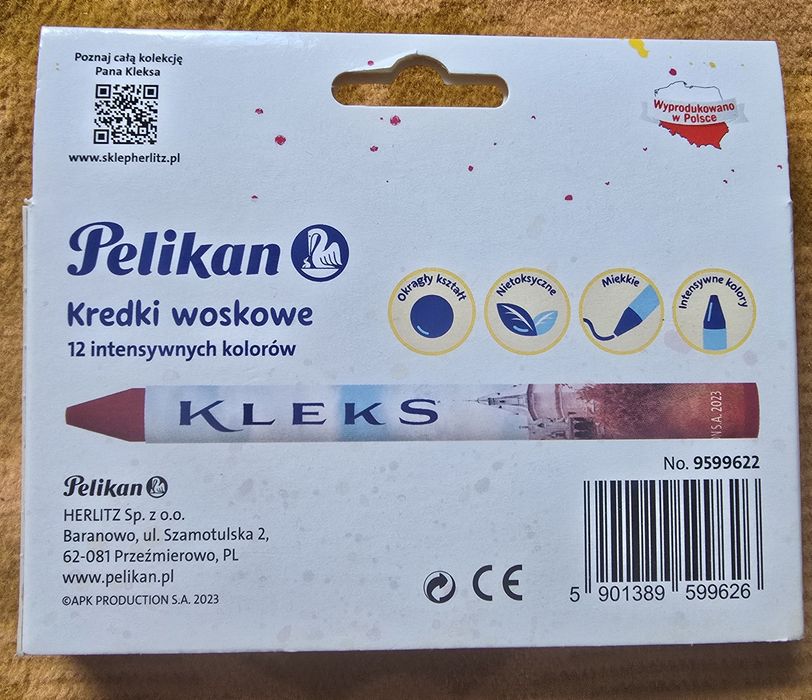 Poznaj całą kolekcję
Pana Kleksa
www.sklepherlitz.pl
Wyprodukowano
w Polsce
Pelikan
Kredki woskowe
12 intensywnych kolorów
Okrągły kształt
Nietoksyczne
Miękkie
Intensywne kolory
KLEKS
S.A. 2023
No. 9599622
Pelikan
HERLITZ Sp. z o.o.
Baranowo, ul. Szamotulska 2,
62-081 Przeźmierowo, PL
www.pelikan.pl
©APK PRODUCTION S.A. 2023
CE
5 901389 599626